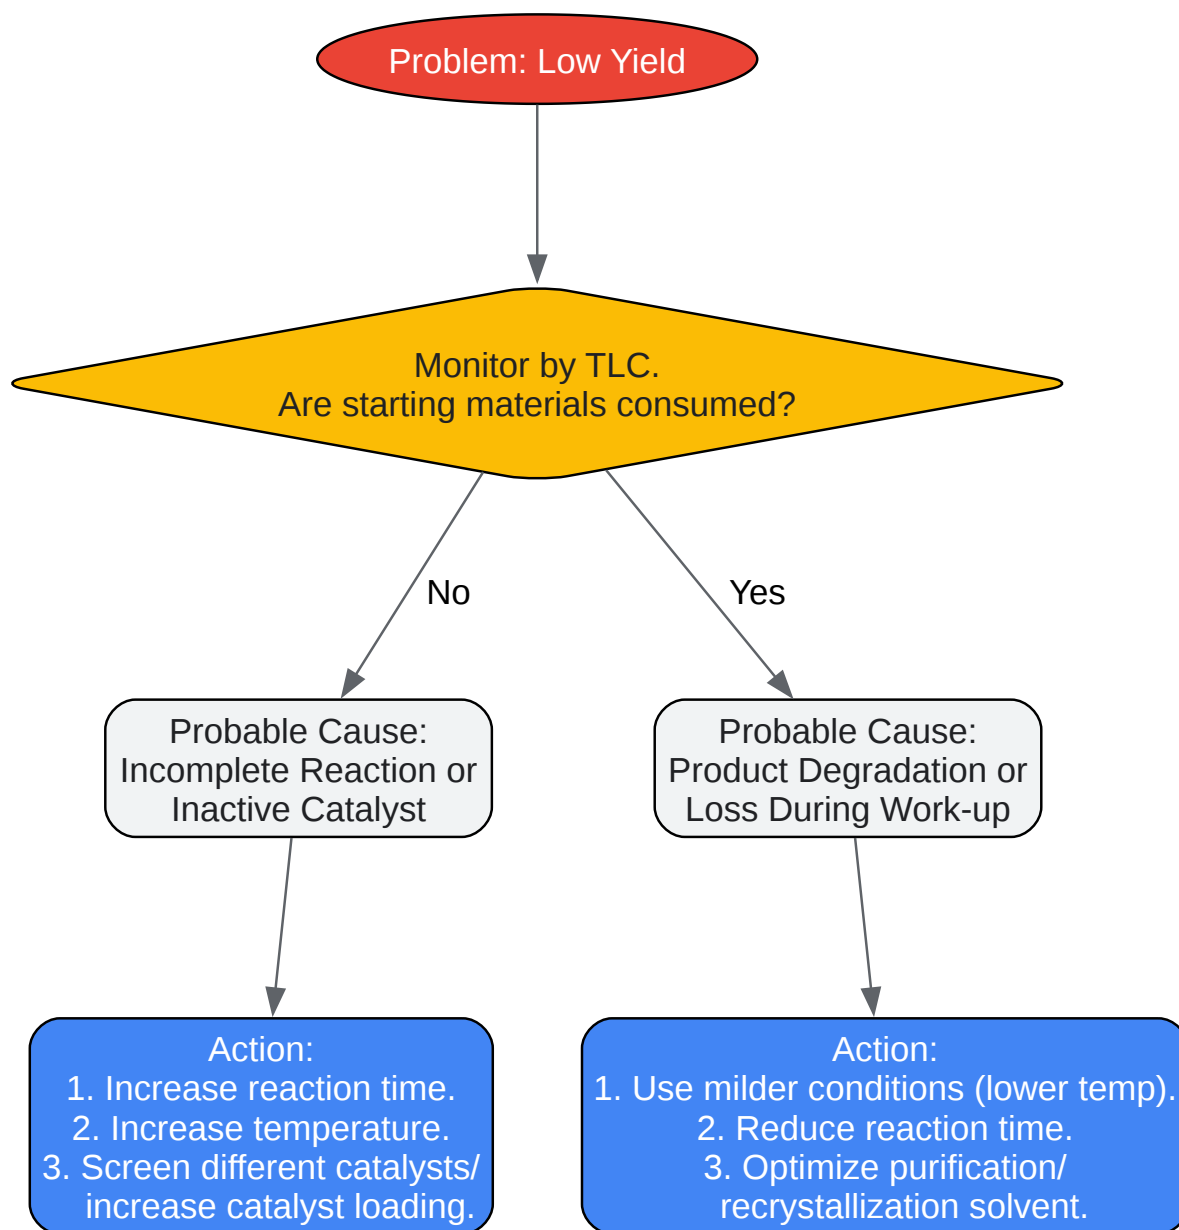 Problem: Low Yield
Monitor by TLC.
Are starting materials consumed?
No
Yes
Probable Cause:
Incomplete Reaction or
Inactive Catalyst
Probable Cause:
Product Degradation or
Loss During Work-up
Action:
1. Increase reaction time.
2. Increase temperature.
3. Screen different catalysts/
increase catalyst loading.
Action:
1. Use milder conditions (lower temp).
2. Reduce reaction time.
3. Optimize purification/
recrystallization solvent.